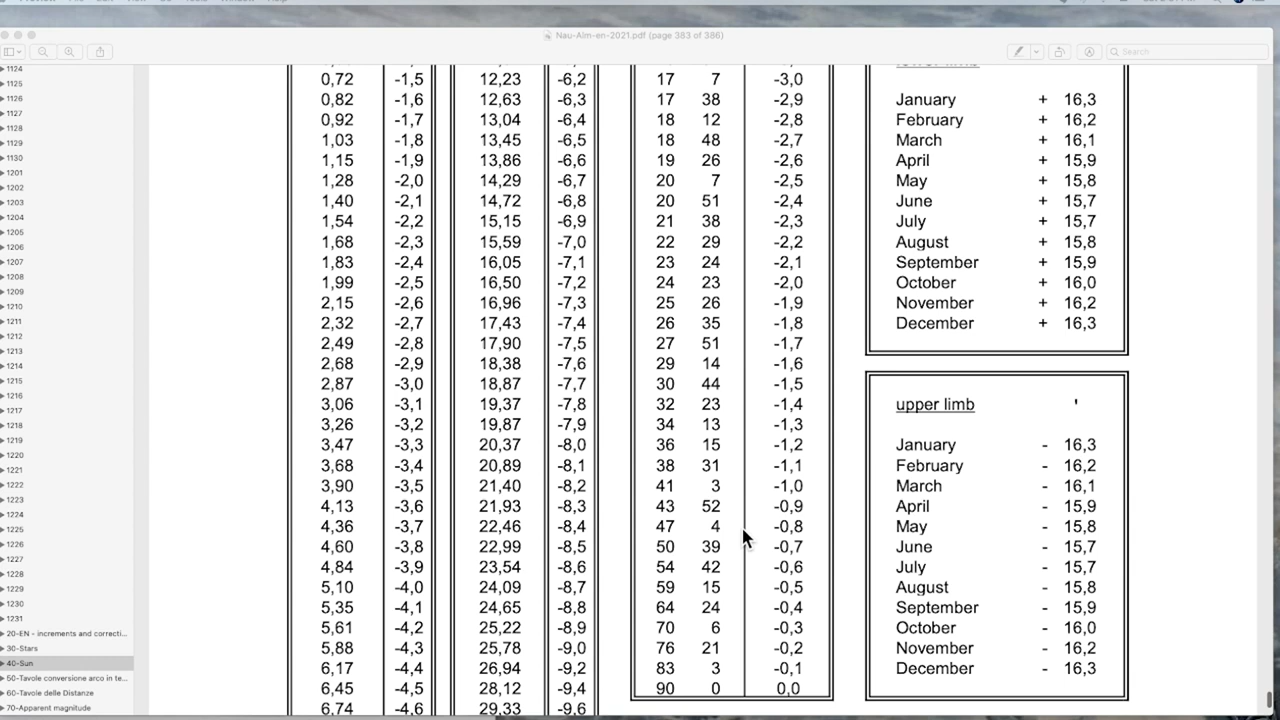 Nau-Alm-en-2021.pdf (page 383 of 386)
Search
1124
1125
1126
1127
1128
1129
1130
1201
1202
1203
1204
1205
1206
1207
1208
1209
1210
1211
1212
1213
1214
1215
1216
1217
1218
1219
1220
1221
1222
1223
1224
1225
1226
1227
1228
1229
1230
1231
20-EN - increments and correcti...
30-Stars
40-Sun
50-Tavole conversione arco in te...
60-Tavole delle Distanze
70-Apparent magnitude
0,72 -1,5 12,23 -6,2 17 7 -3,0
0,82 -1,6 12,63 -6,3 17 38 -2,9 January + 16,3
0,92 -1,7 13,04 -6,4 18 12 -2,8 February + 16,2
1,03 -1,8 13,45 -6,5 18 48 -2,7 March + 16,1
1,15 -1,9 13,86 -6,6 19 26 -2,6 April + 15,9
1,28 -2,0 14,29 -6,7 20 7 -2,5 May + 15,8
1,40 -2,1 14,72 -6,8 20 51 -2,4 June + 15,7
1,54 -2,2 15,15 -6,9 21 38 -2,3 July + 15,7
1,68 -2,3 15,59 -7,0 22 29 -2,2 August + 15,8
1,83 -2,4 16,05 -7,1 23 24 -2,1 September + 15,9
1,99 -2,5 16,50 -7,2 24 23 -2,0 October + 16,0
2,15 -2,6 16,96 -7,3 25 26 -1,9 November + 16,2
2,32 -2,7 17,43 -7,4 26 35 -1,8 December + 16,3
2,49 -2,8 17,90 -7,5 27 51 -1,7
2,68 -2,9 18,38 -7,6 29 14 -1,6
2,87 -3,0 18,87 -7,7 30 44 -1,5
3,06 -3,1 19,37 -7,8 32 23 -1,4 upper limb '
3,26 -3,2 19,87 -7,9 34 13 -1,3
3,47 -3,3 20,37 -8,0 36 15 -1,2 January - 16,3
3,68 -3,4 20,89 -8,1 38 31 -1,1 February - 16,2
3,90 -3,5 21,40 -8,2 41 3 -1,0 March - 16,1
4,13 -3,6 21,93 -8,3 43 52 -0,9 April - 15,9
4,36 -3,7 22,46 -8,4 47 4 -0,8 May - 15,8
4,60 -3,8 22,99 -8,5 50 39 -0,7 June - 15,7
4,84 -3,9 23,54 -8,6 54 42 -0,6 July - 15,7
5,10 -4,0 24,09 -8,7 59 15 -0,5 August - 15,8
5,35 -4,1 24,65 -8,8 64 24 -0,4 September - 15,9
5,61 -4,2 25,22 -8,9 70 6 -0,3 October - 16,0
5,88 -4,3 25,78 -9,0 76 21 -0,2 November - 16,2
6,17 -4,4 26,94 -9,2 83 3 -0,1 December - 16,3
6,45 -4,5 28,12 -9,4 90 0 0,0
6,74 -4,6 29,33 -9,6